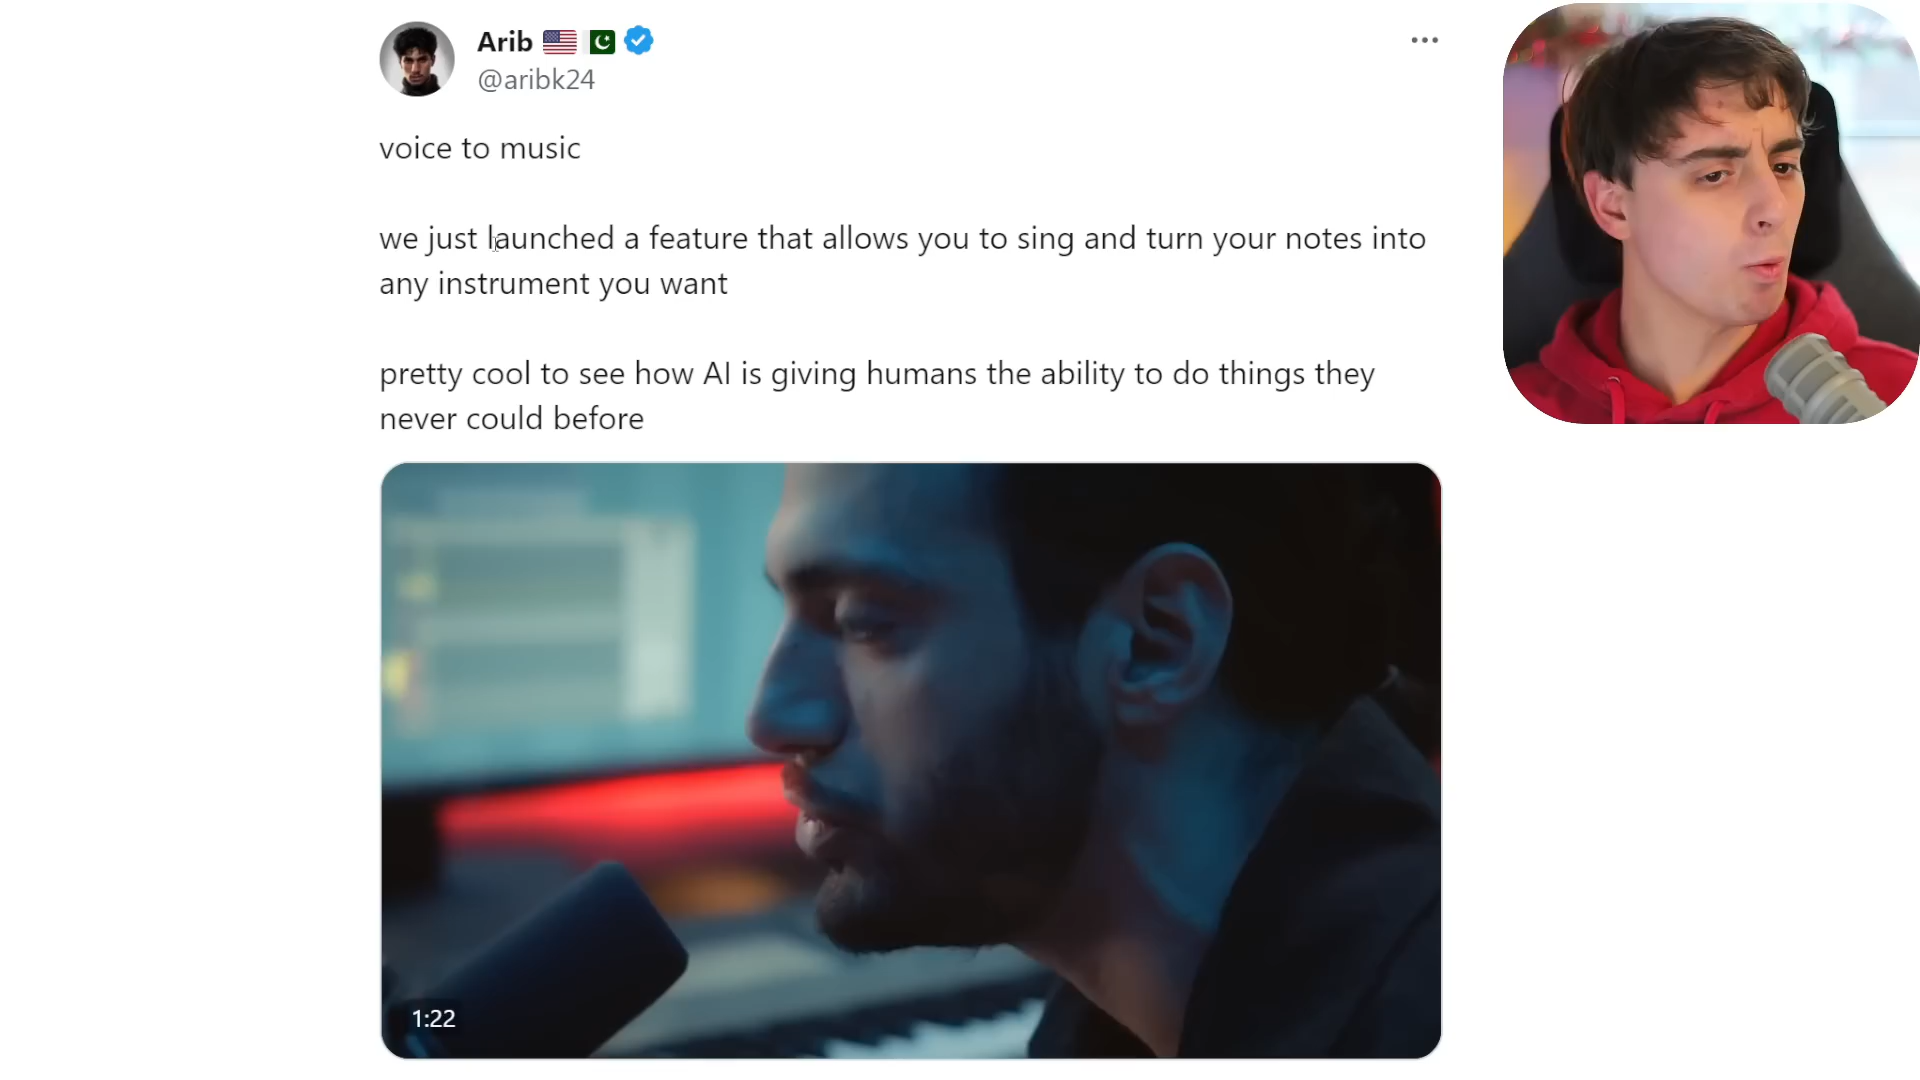 Arib
@aribk24
voice to music
we just launched a feature that allows you to sing and turn your notes into
any instrument you want
pretty cool to see how AI is giving humans the ability to do things they
never could before
1:22